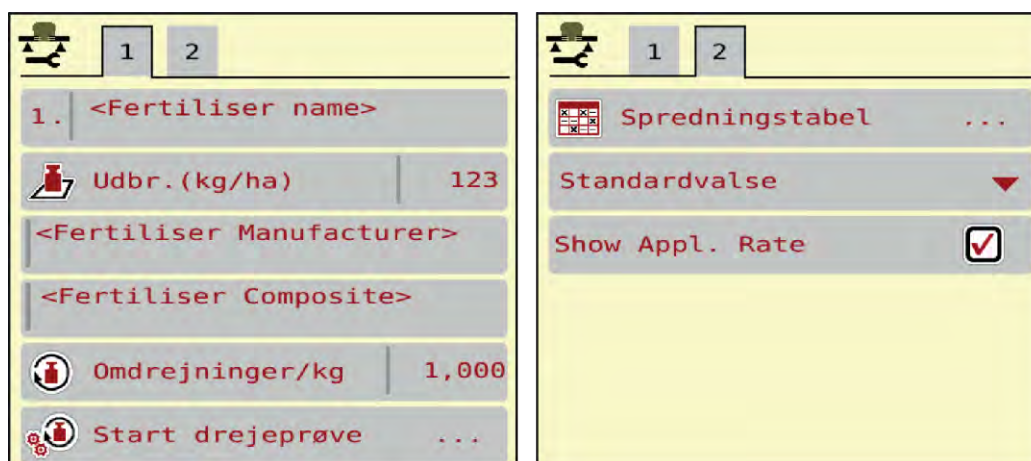 1 2
1. <Fertiliser name>
Udbr.(kg/ha) 123
<Fertiliser Manufacturer>
<Fertiliser Composite>
Omdrejninger/kg 1,000
Start drejeprøve ...
1 2
Spredningstabel ...
Standardvalse
Show Appl. Rate